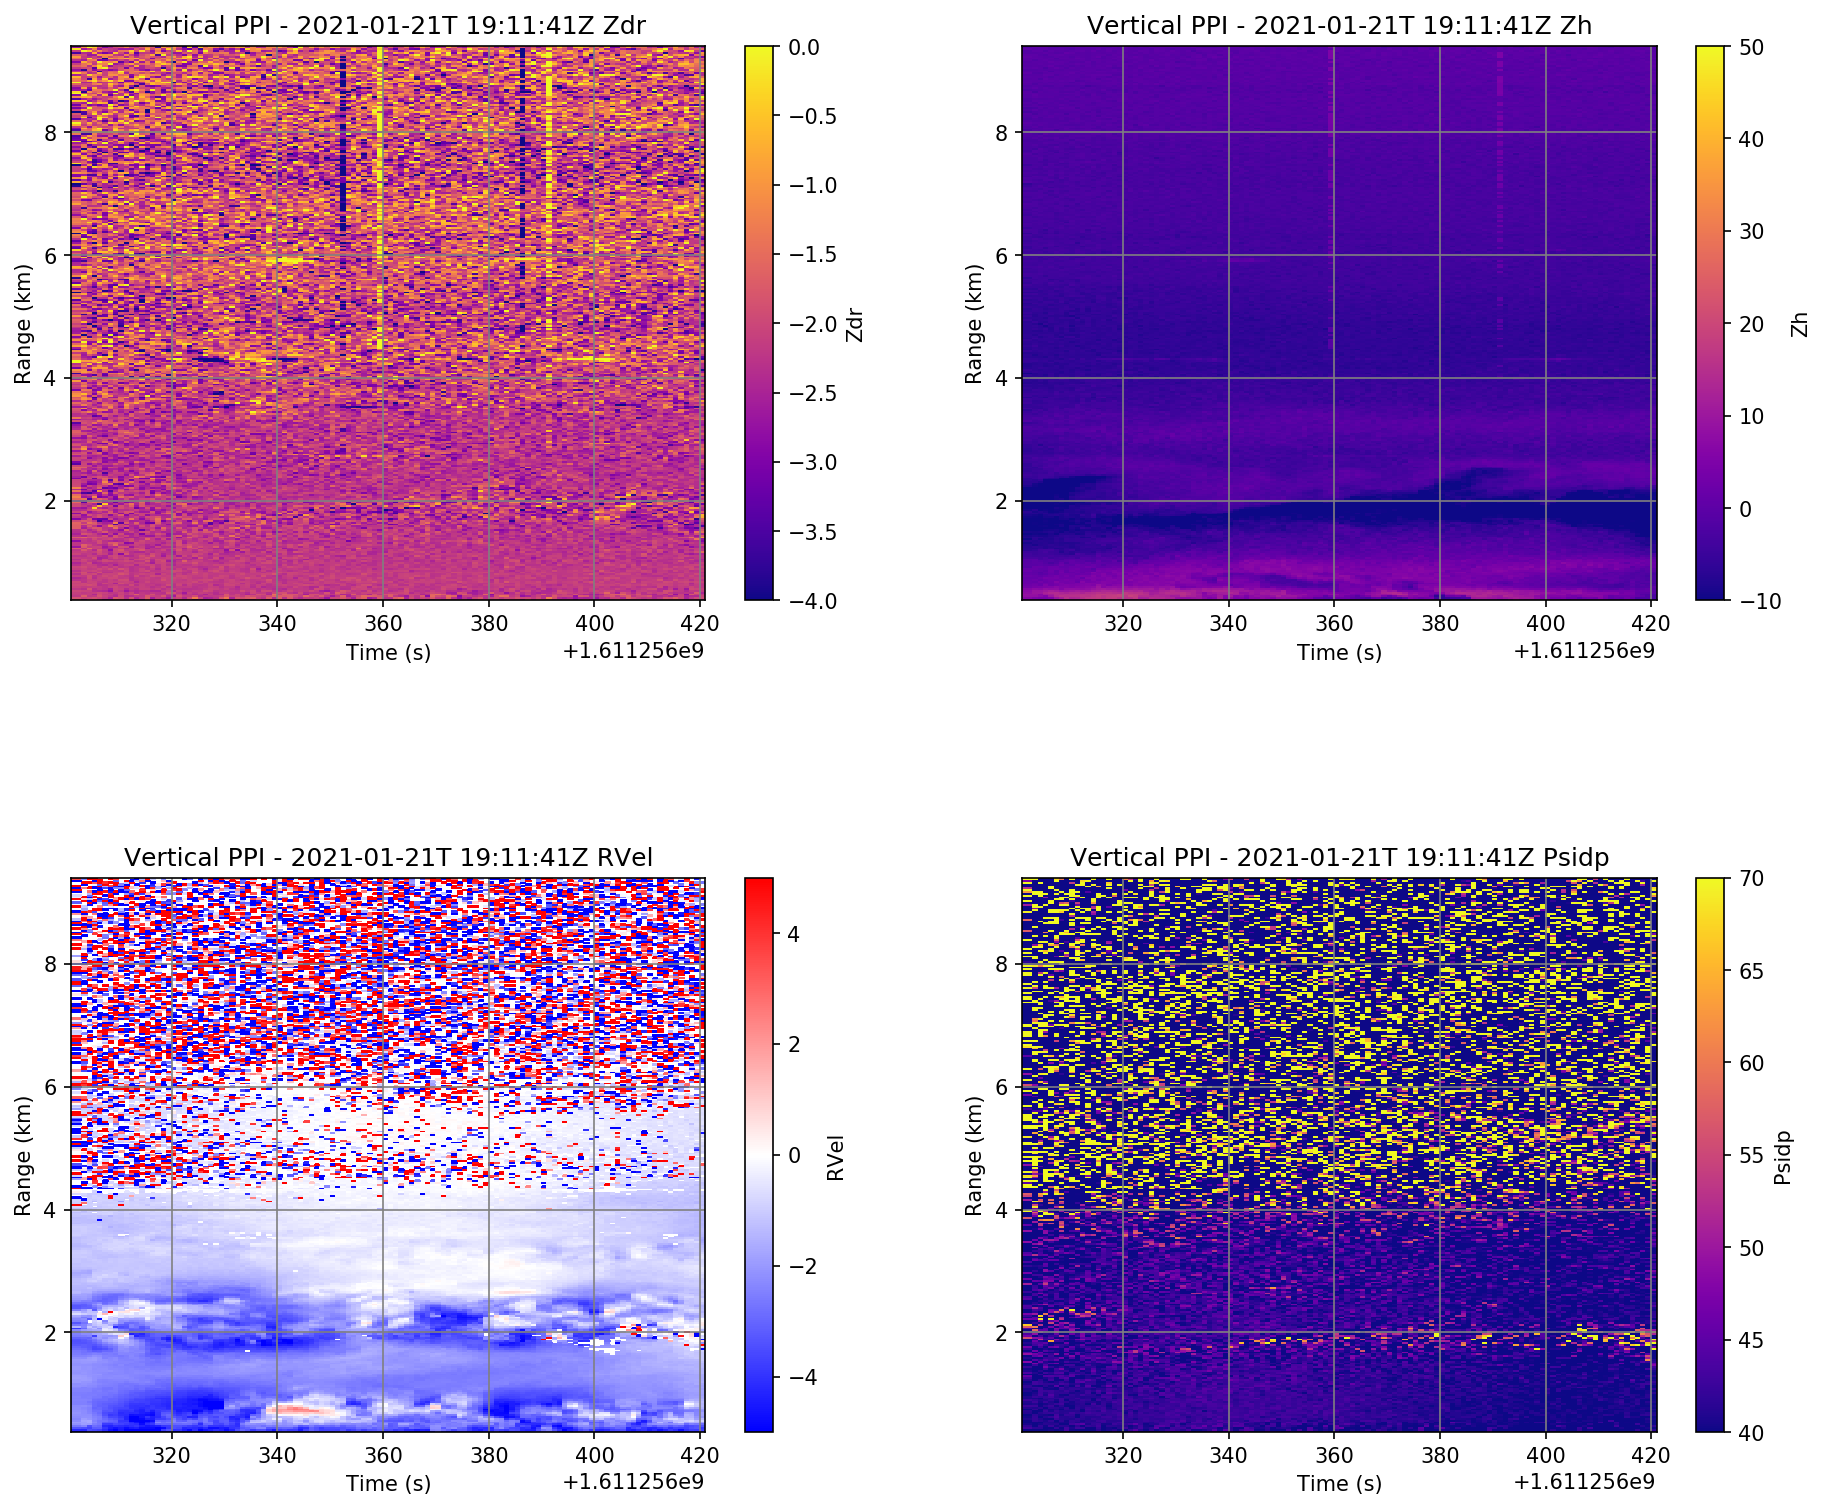 Vertical PPI - 2021-01-21T 19:11:41Z Zdr
Range (km)
8
6
4
2
320 340 360 380 400 420
Time (s)
+1.611256e9
0.0
−0.5
−1.0
−1.5
−2.0
−2.5
−3.0
−3.5
−4.0
Zdr
Vertical PPI - 2021-01-21T 19:11:41Z Zh
Range (km)
8
6
4
2
320 340 360 380 400 420
Time (s)
+1.611256e9
50
40
30
20
10
0
−10
Zh
Vertical PPI - 2021-01-21T 19:11:41Z RVel
Range (km)
8
6
4
2
320 340 360 380 400 420
Time (s)
+1.611256e9
4
2
0
−2
−4
RVel
Vertical PPI - 2021-01-21T 19:11:41Z Psidp
Range (km)
8
6
4
2
320 340 360 380 400 420
Time (s)
+1.611256e9
70
65
60
55
50
45
40
Psidp